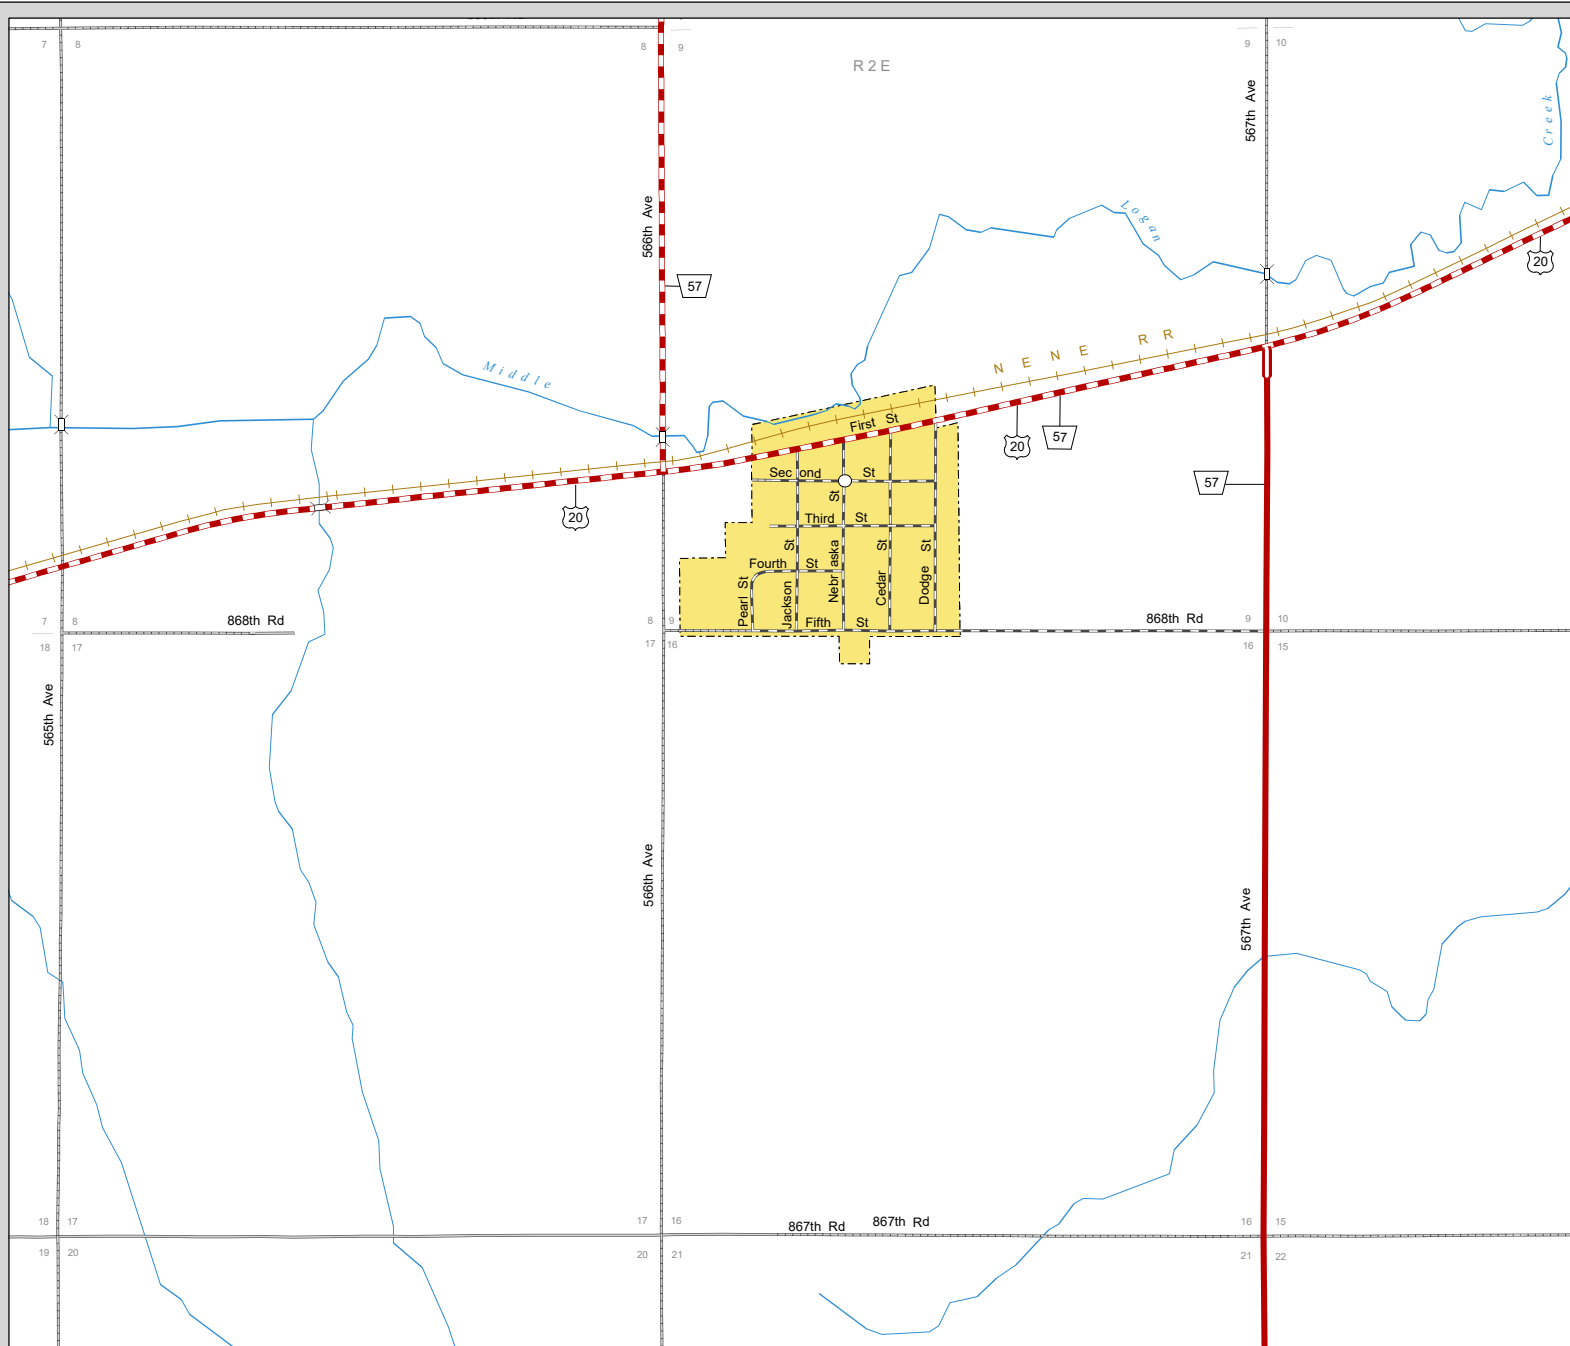 7 8
8 9
9 10
R 2 E
567th Ave
Creek
566th Ave
Logan
57
20
Middle
N E N E R R
First St
20
57
57
Second St
20
St
Third St
St
Nebraska
St
St
Fourth St
Pearl St
Jackson
Cedar
Dodge
Fifth St
868th Rd
868th Rd
7 8
8 9
9 10
18 17
17 16
16 15
565th Ave
566th Ave
567th Ave
18 17
17 16
867th Rd
867th Rd
16 15
19 20
20 21
21 22